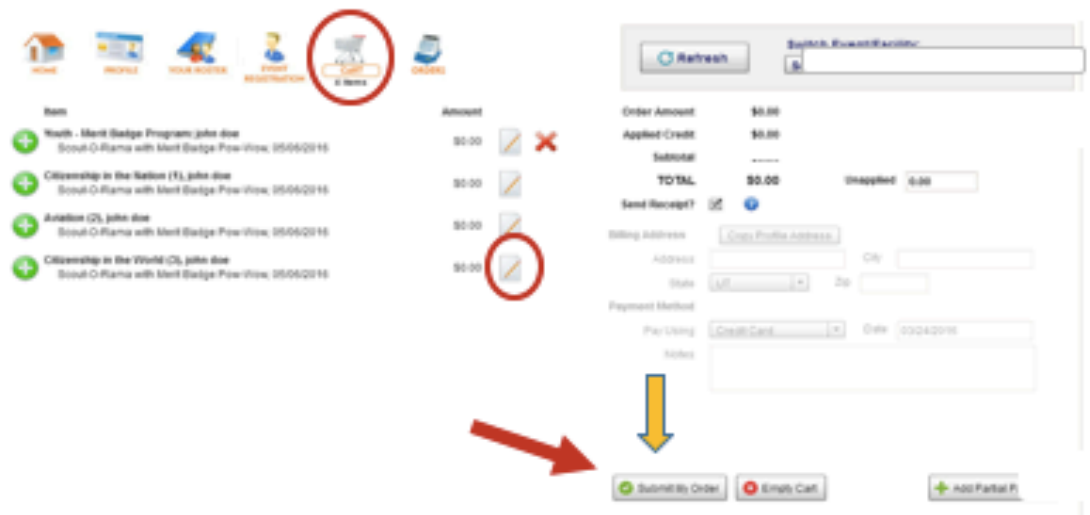 HOME PROFILE YOUR ROSTER EVENT REGISTRATION CART ORDERS
Refresh
Switch Event/Facility:
Item Amount
Youth - Merit Badge Program: john doe $0.00
Scout-O-Rama with Merit Badge Pow-Wow, 05/06/2016
Citizenship in the Nation (1), john doe $0.00
Scout-O-Rama with Merit Badge Pow-Wow, 05/06/2016
Aviation (2), john doe $0.00
Scout-O-Rama with Merit Badge Pow-Wow, 05/06/2016
Citizenship in the World (3), john doe $0.00
Scout-O-Rama with Merit Badge Pow-Wow, 05/06/2016
Order Amount $0.00
Applied Credit $0.00
Subtotal ------
TOTAL $0.00 Unapplied 0.00
Send Receipt? ?
Billing Address Copy Profile Address
Address City
State UT Zip
Payment Method
Pay Using Credit Card Date 03/24/2016
Notes
Submit My Order Empty Cart Add Partial